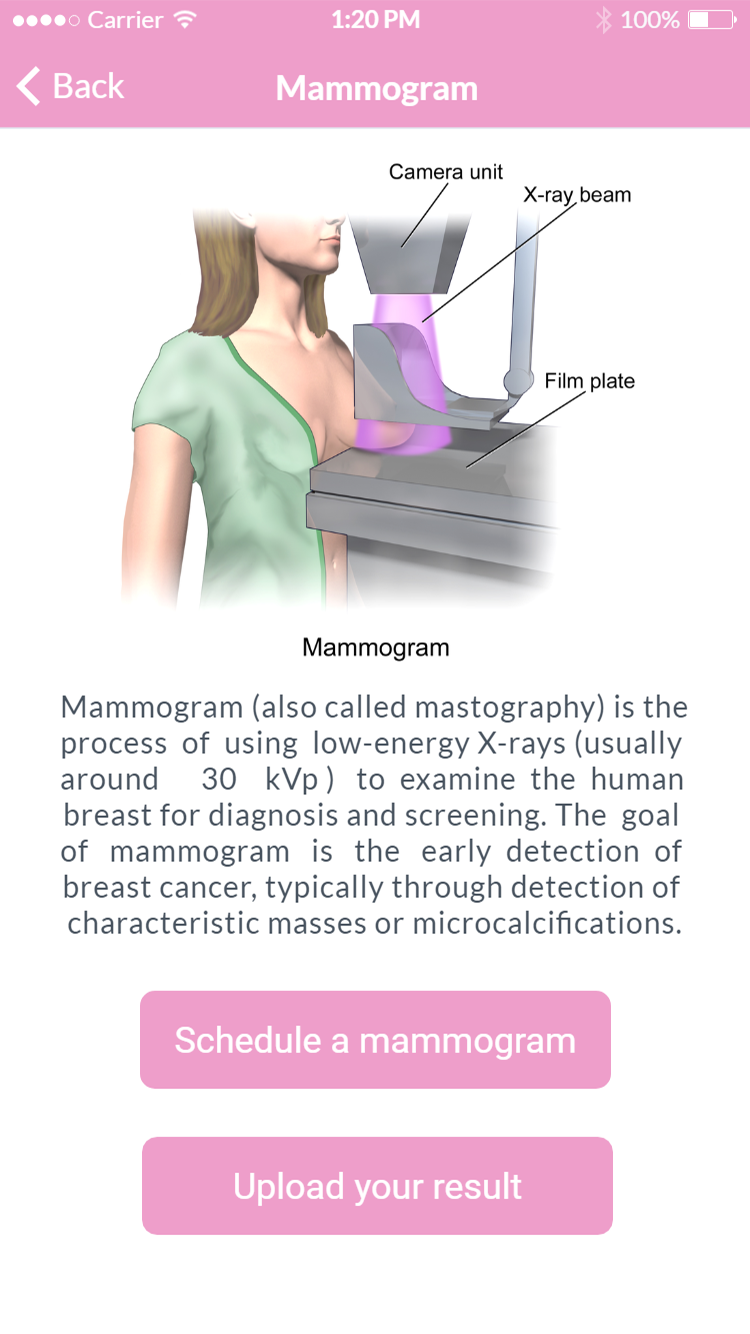 Carrier 1:20 PM 100%
Back Mammogram
Camera unit
X-ray beam
Film plate
Mammogram
Mammogram (also called mastography) is the
process of using low-energy X-rays (usually
around 30 kVp) to examine the human
breast for diagnosis and screening. The goal
of mammogram is the early detection of
breast cancer, typically through detection of
characteristic masses or microcalcifications.
Schedule a mammogram
Upload your result